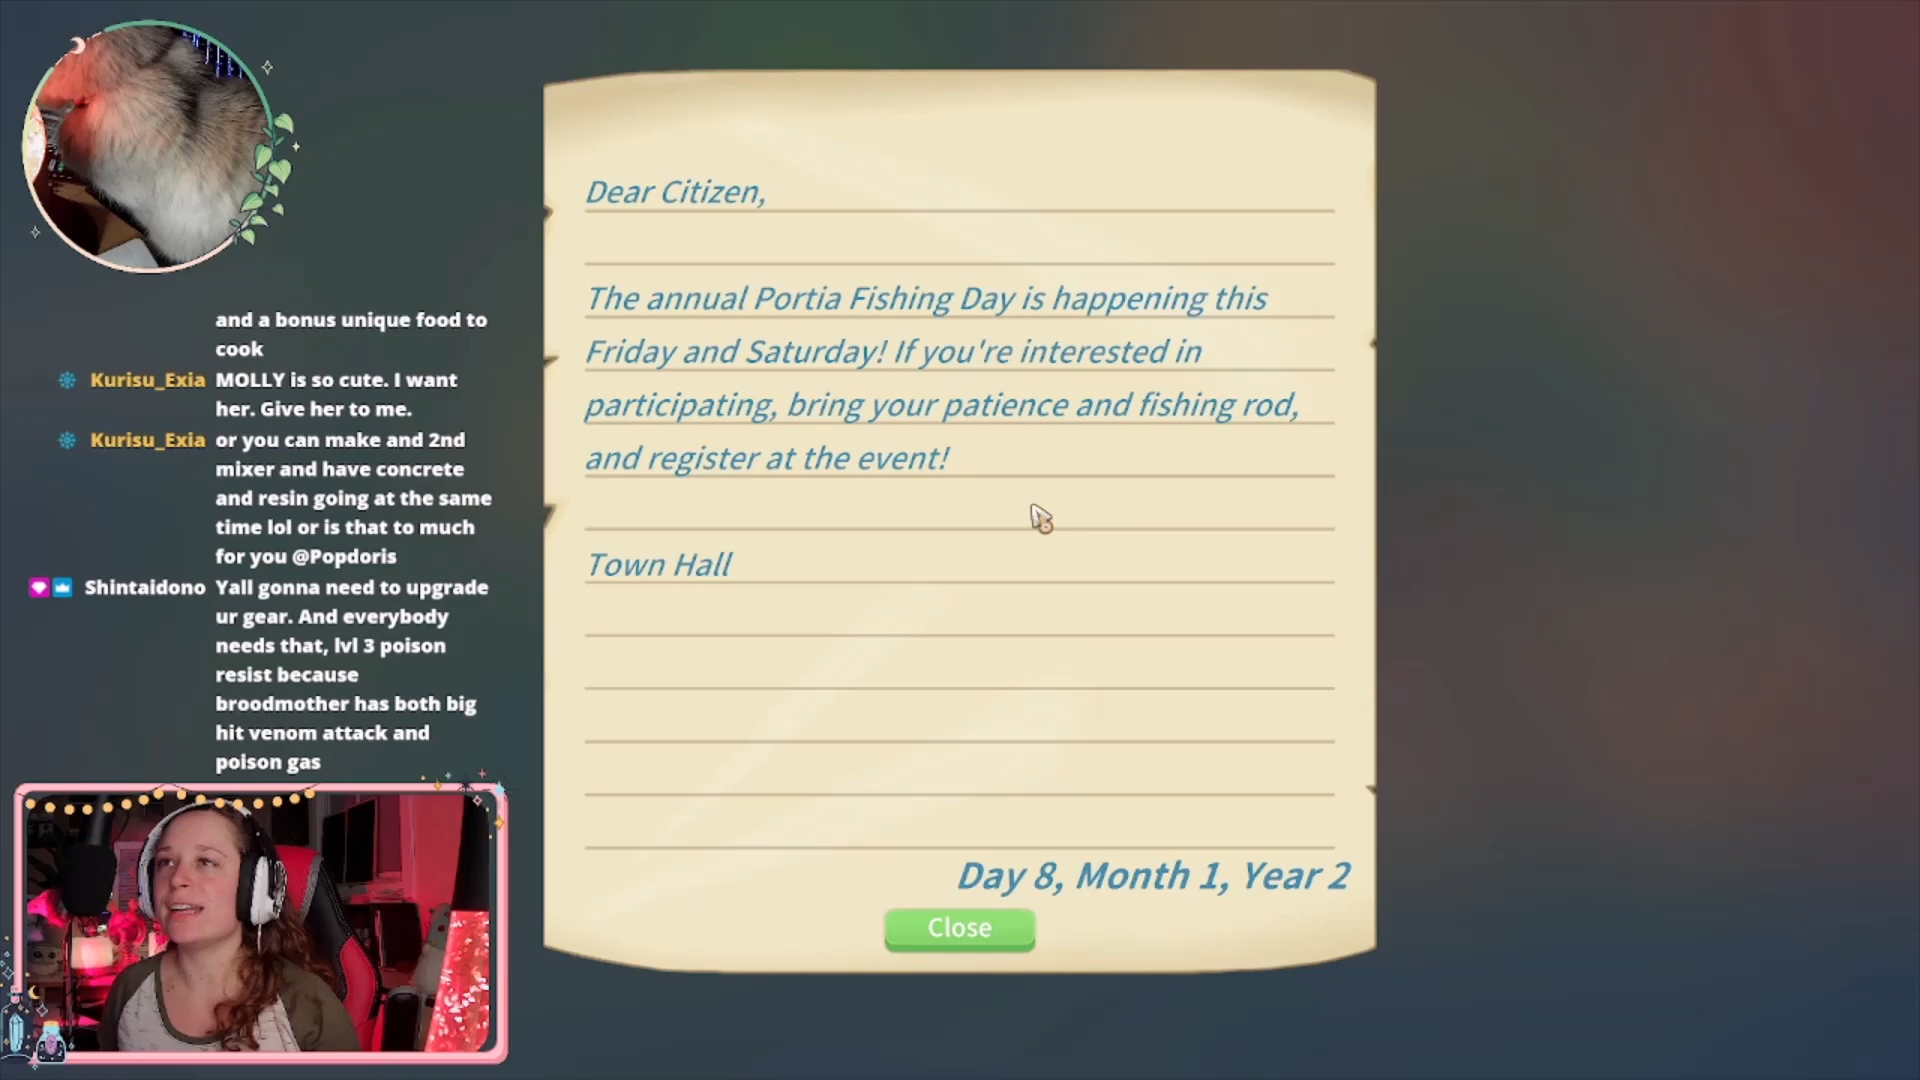 and a bonus unique food to
cook
Kurisu_Exia MOLLY is so cute. I want
her. Give her to me.
Kurisu_Exia or you can make and 2nd
mixer and have concrete
and resin going at the same
time lol or is that to much
for you @Popdoris
Shintaidono Yall gonna need to upgrade
ur gear. And everybody
needs that, lvl 3 poison
resist because
broodmother has both big
hit venom attack and
poison gas
Dear Citizen,
The annual Portia Fishing Day is happening this
Friday and Saturday! If you're interested in
participating, bring your patience and fishing rod,
and register at the event!
Town Hall
Day 8, Month 1, Year 2
Close